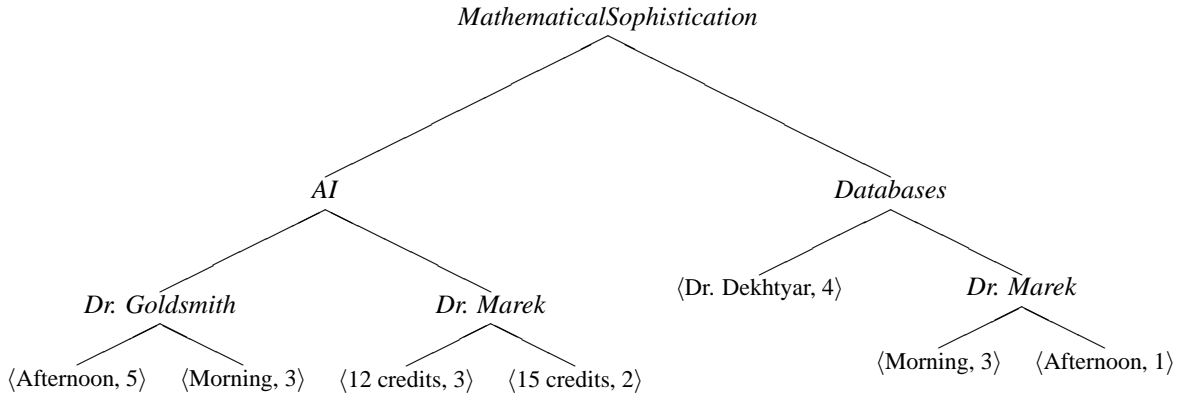 MathematicalSophistication
AI
Databases
Dr. Goldsmith
Dr. Marek
⟨Dr. Dekhtyar, 4⟩
Dr. Marek
⟨Afternoon, 5⟩
⟨Morning, 3⟩
⟨12 credits, 3⟩
⟨15 credits, 2⟩
⟨Morning, 3⟩
⟨Afternoon, 1⟩